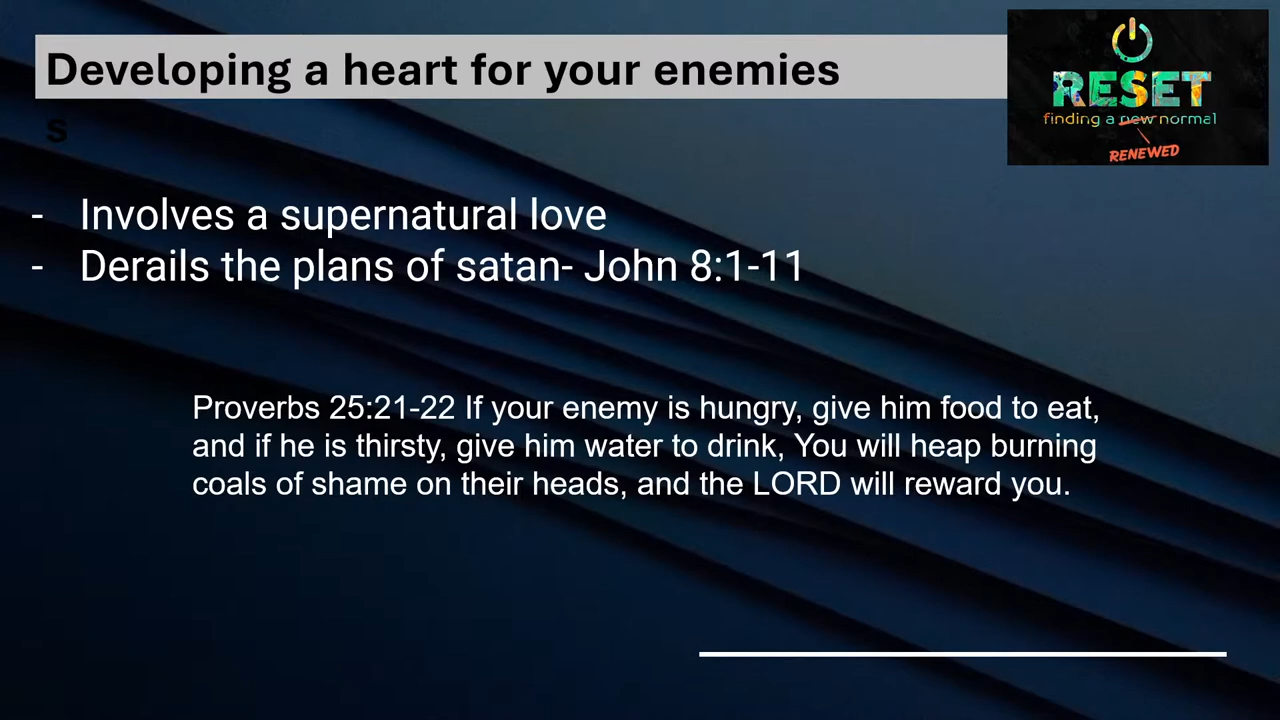 Developing a heart for your enemies
s
RESET
finding a new normal
RENEWED
- Involves a supernatural love
- Derails the plans of satan- John 8:1-11
Proverbs 25:21-22 If your enemy is hungry, give him food to eat,
and if he is thirsty, give him water to drink, You will heap burning
coals of shame on their heads, and the LORD will reward you.